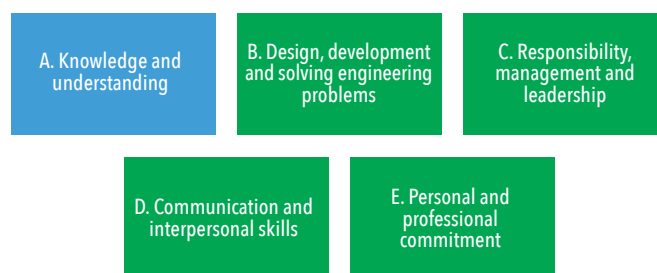 A. Knowledge and
understanding
B. Design, development
and solving engineering
problems
C. Responsibility,
management and
leadership
D. Communication and
interpersonal skills
E. Personal and
professional
commitment